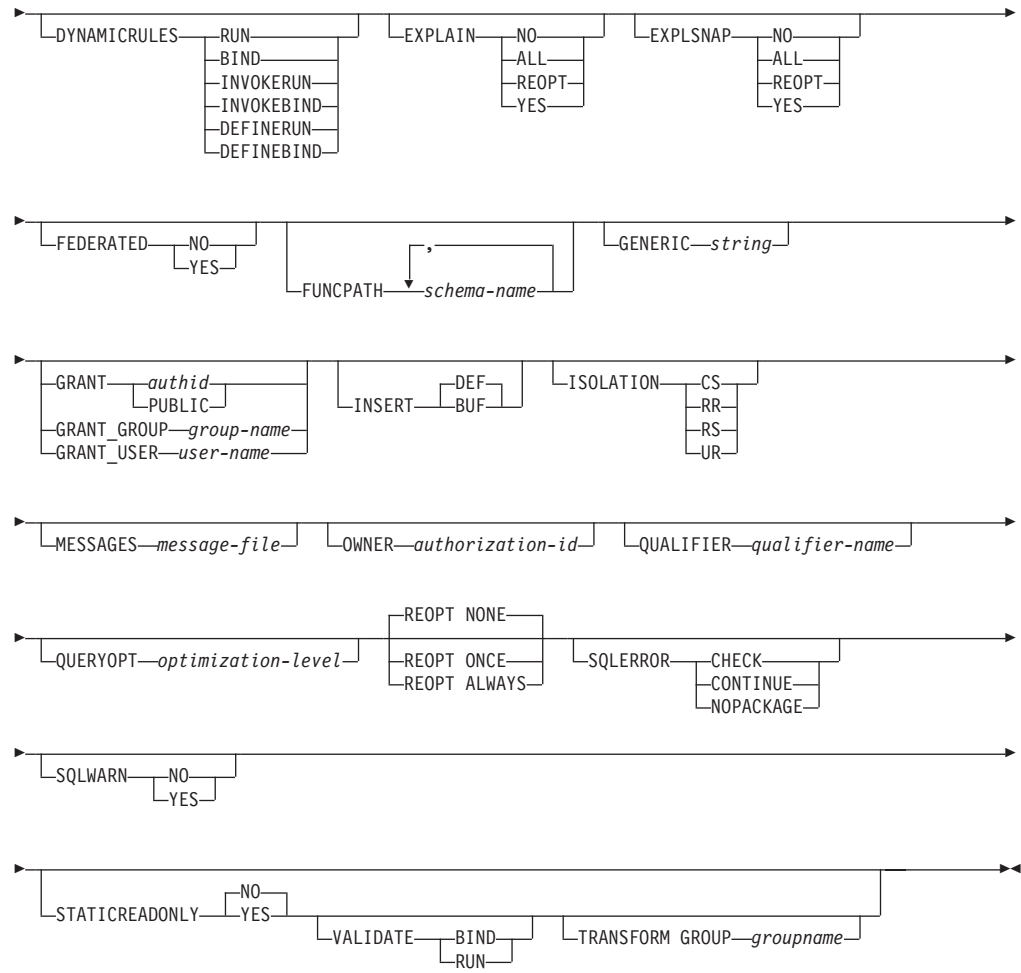 DYNAMICRULES RUN EXPLAIN NO EXPLSNAP NO
BIND ALL ALL
INVOKERUN REOPT REOPT
INVOKEBIND YES YES
DEFINERUN
DEFINEBIND
FEDERATED NO , GENERIC string
YES
FUNCPATH schema-name
GRANT authid DEF ISOLATION CS
PUBLIC INSERT BUF RR
GRANT_GROUP group-name RS
GRANT_USER user-name UR
MESSAGES message-file OWNER authorization-id QUALIFIER qualifier-name
REOPT NONE
QUERYOPT optimization-level REOPT ONCE SQLERROR CHECK
REOPT ALWAYS CONTINUE
NOPACKAGE
SQLWARN NO
YES
NO
STATICREADONLY YES
VALIDATE BIND TRANSFORM GROUP groupname
RUN